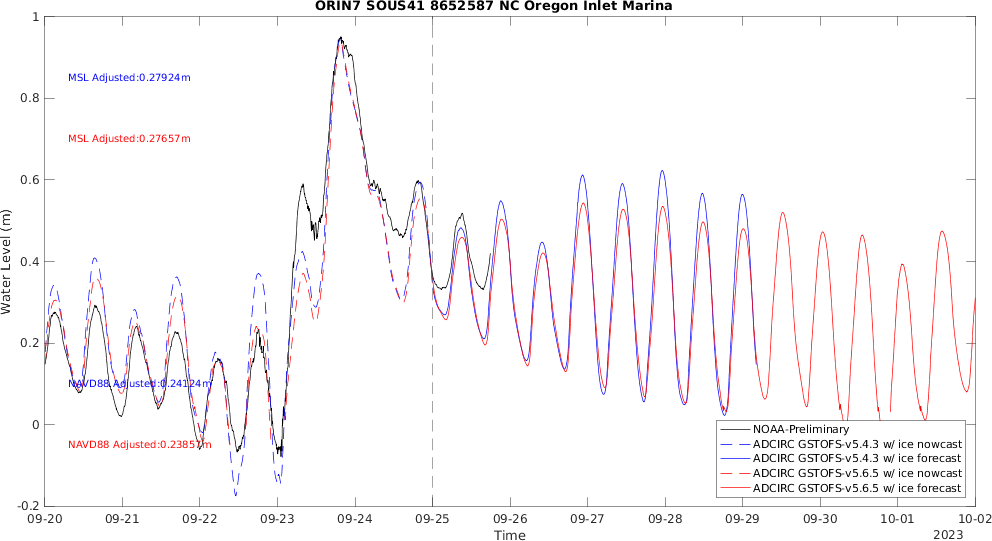 ORIN7 SOUS41 8652587 NC Oregon Inlet Marina
1
MSL Adjusted:0.27924m
0.8
MSL Adjusted:0.27657m
0.6
Water Level (m)
0.4
0.2
NAVD88 Adjusted:0.24124m
0
NAVD88 Adjusted:0.23857m
NOAA-Preliminary
ADCIRC GSTOFS-v5.4.3 w/ ice nowcast
ADCIRC GSTOFS-v5.4.3 w/ ice forecast
ADCIRC GSTOFS-v5.6.5 w/ ice nowcast
ADCIRC GSTOFS-v5.6.5 w/ ice forecast
-0.2
09-20 09-21 09-22 09-23 09-24 09-25 09-26 09-27 09-28 09-29 09-30 10-01 10-02
Time
2023